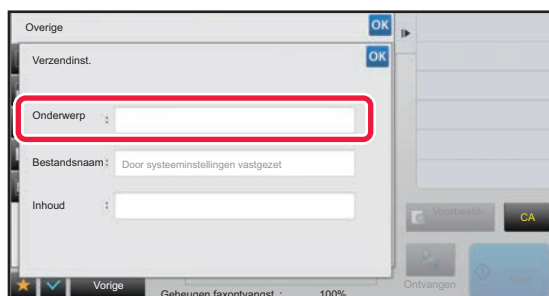 Overige OK
Verzendinst. OK
Onderwerp :
Bestandsnaam : Door systeeminstellingen vastgezet
Inhoud :
Voorbeeld- CA
Vorige Ontvangen
Geheugen faxontvangst : 100%